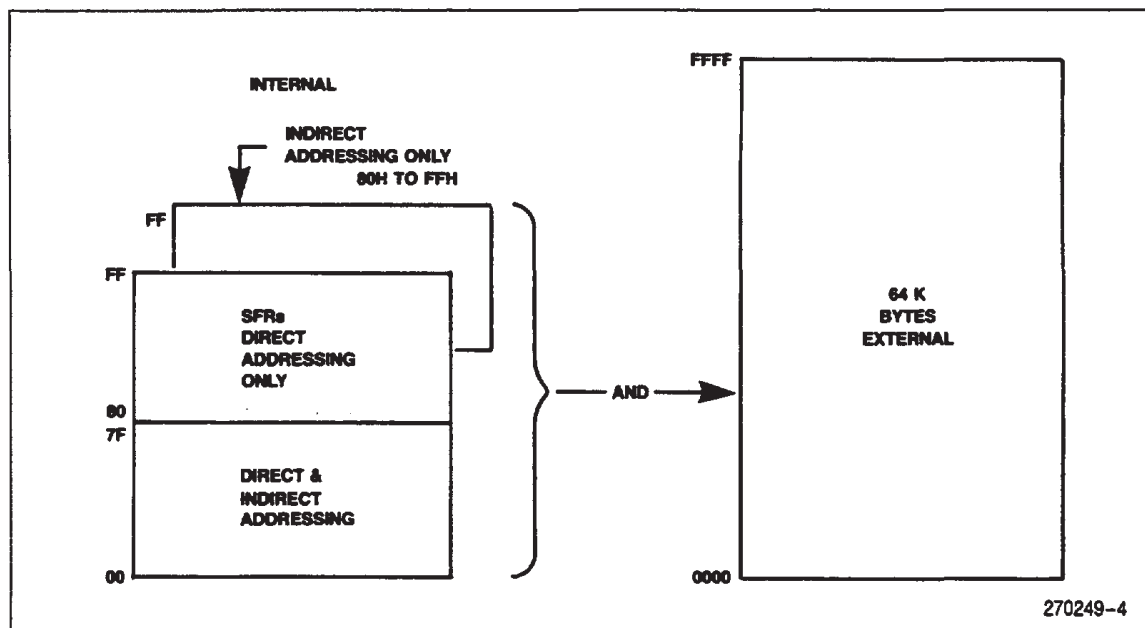 INTERNAL
INDIRECT
ADDRESSING ONLY
80H TO FFH
FF
FF
SFRs
DIRECT
ADDRESSING
ONLY
80
7F
DIRECT &
INDIRECT
ADDRESSING
00
AND
FFFF
64 K
BYTES
EXTERNAL
0000
270249-4